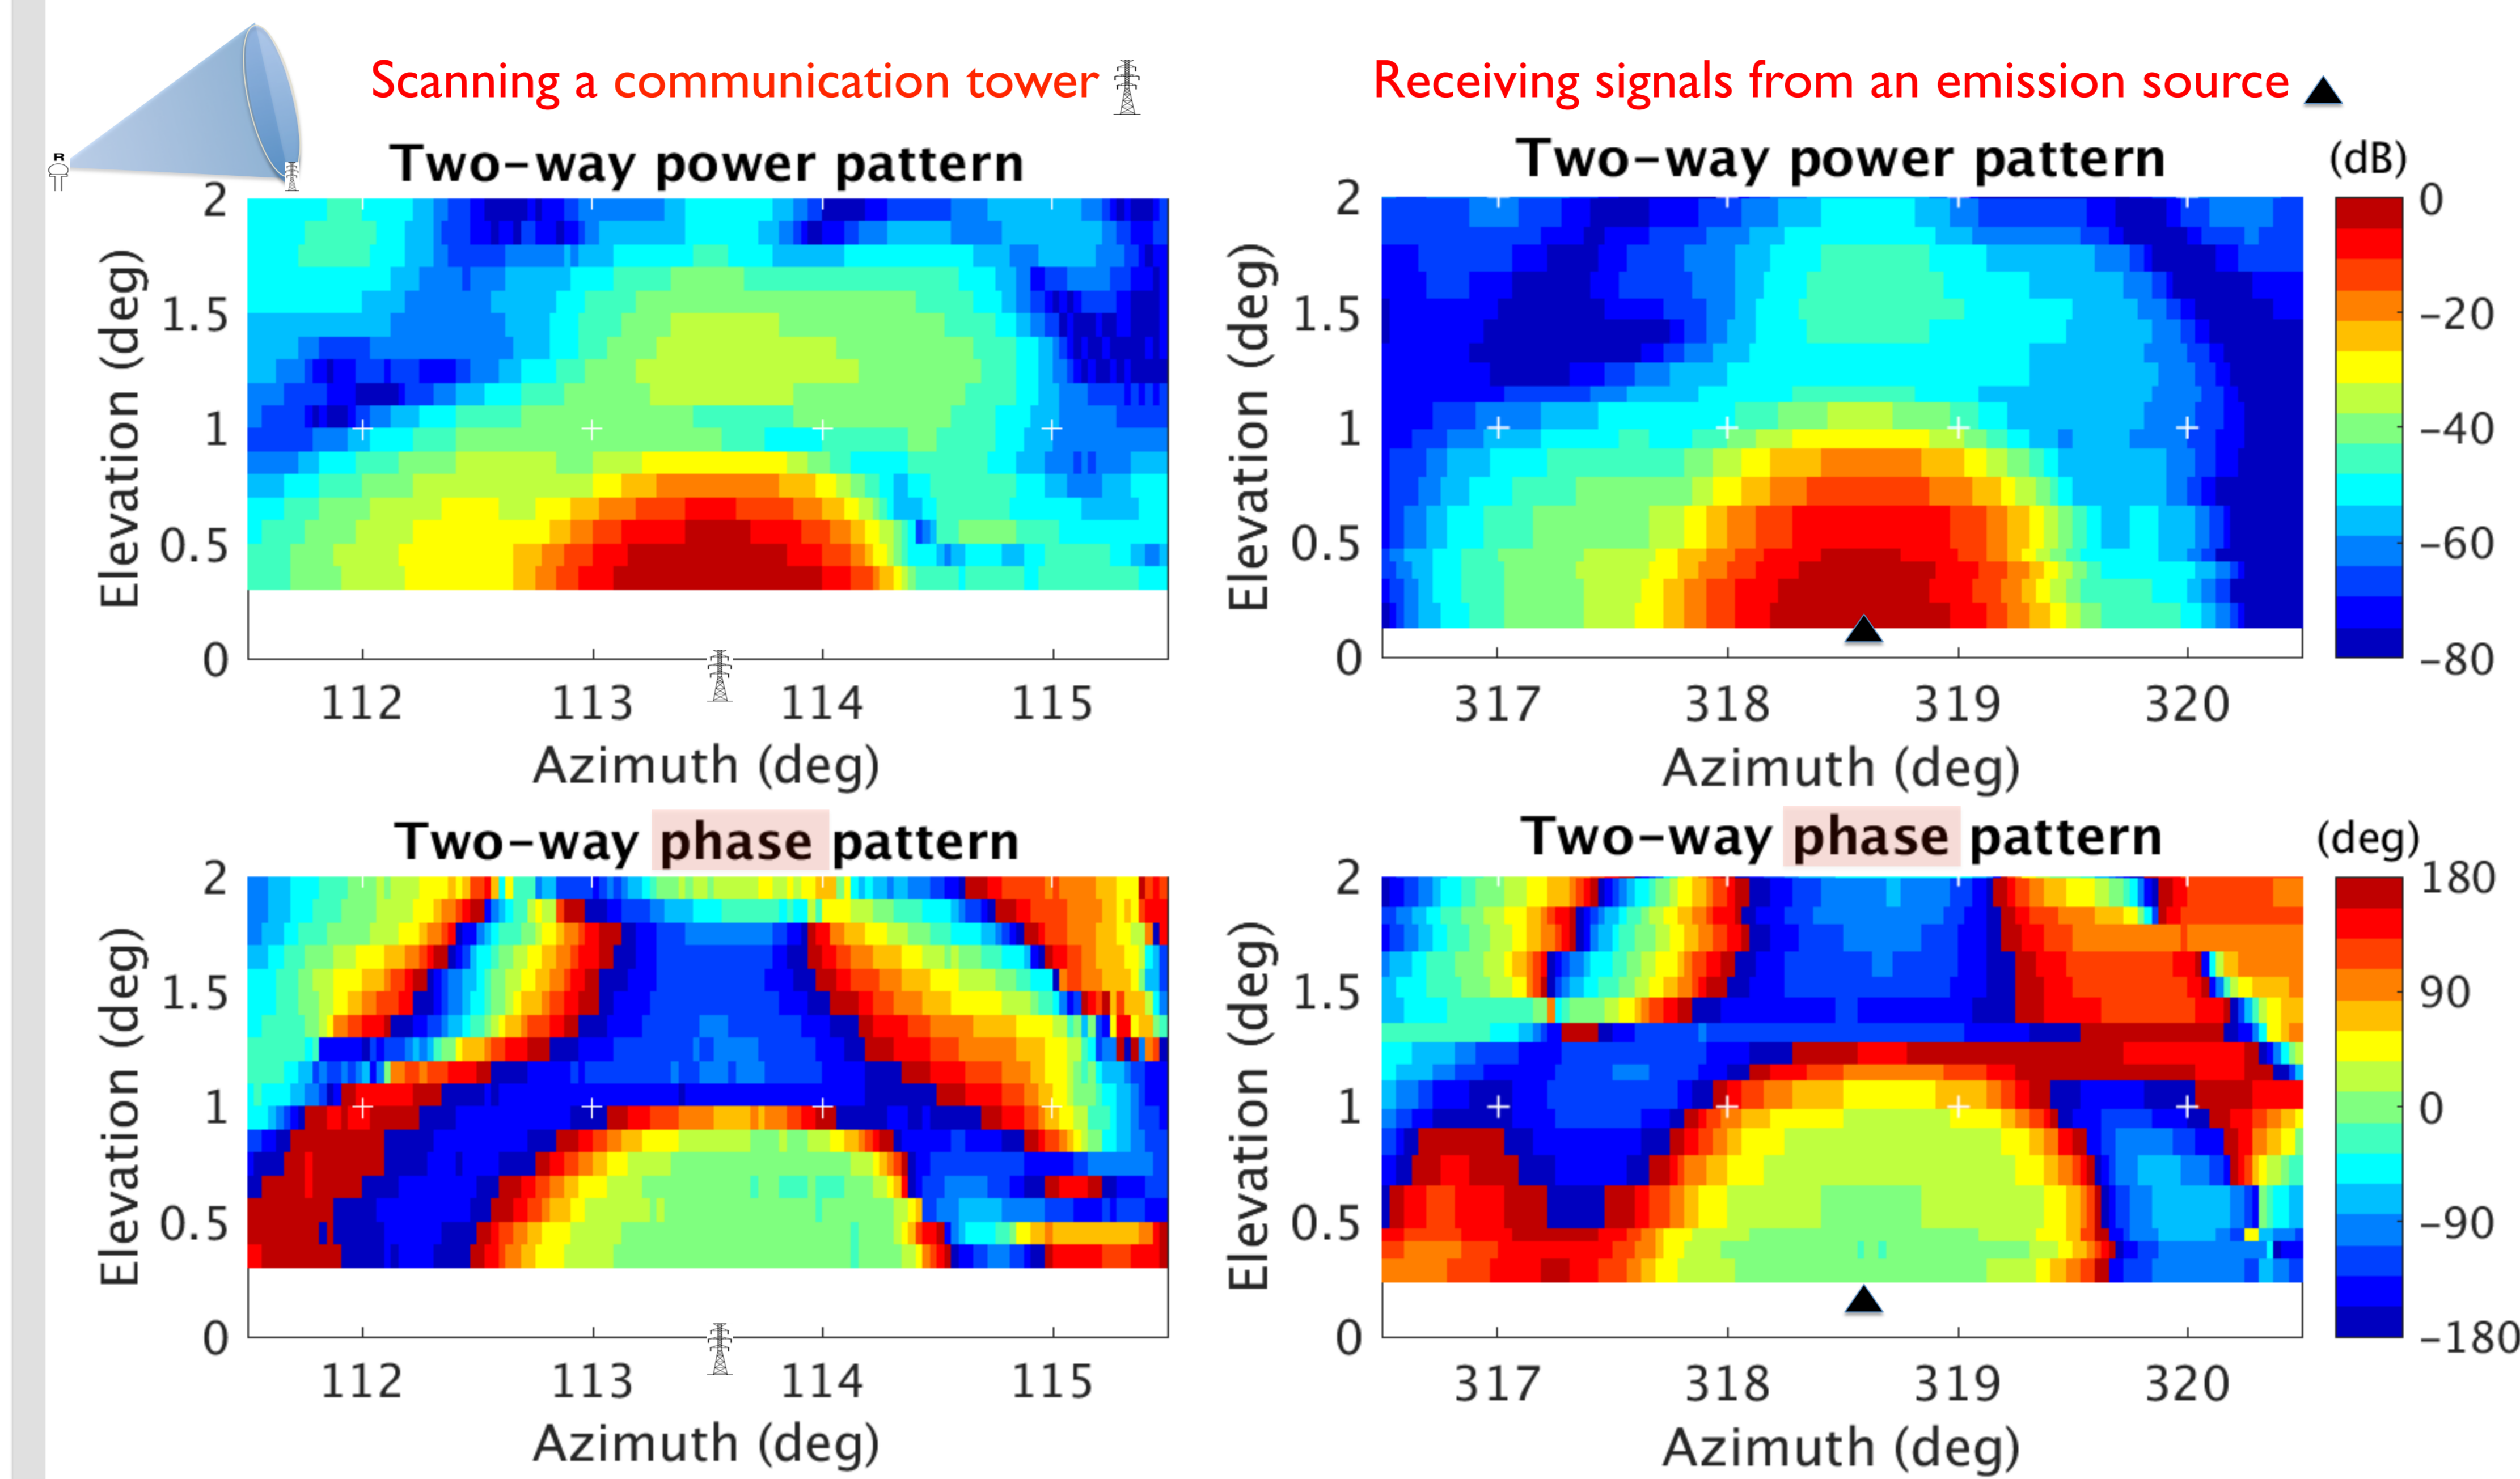 Scanning a communication tower
Receiving signals from an emission source
R
Two-way power pattern
2
1.5
1
0.5
0
Elevation (deg)
112 113 114 115
Azimuth (deg)
Two-way power pattern
2
1.5
1
0.5
0
Elevation (deg)
317 318 319 320
Azimuth (deg)
(dB)
0
-20
-40
-60
-80
Two-way phase pattern
2
1.5
1
0.5
0
Elevation (deg)
112 113 114 115
Azimuth (deg)
Two-way phase pattern
2
1.5
1
0.5
0
Elevation (deg)
317 318 319 320
Azimuth (deg)
(deg)
180
90
0
-90
-180